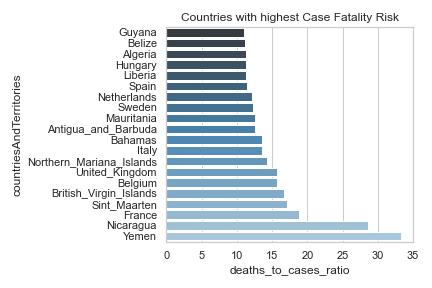 Countries with highest Case Fatality Risk
countriesAndTerritories
Guyana
Belize
Algeria
Hungary
Liberia
Spain
Netherlands
Sweden
Mauritania
Antigua_and_Barbuda
Bahamas
Italy
Northern_Mariana_Islands
United_Kingdom
Belgium
British_Virgin_Islands
Sint_Maarten
France
Nicaragua
Yemen
0 5 10 15 20 25 30 35
deaths_to_cases_ratio